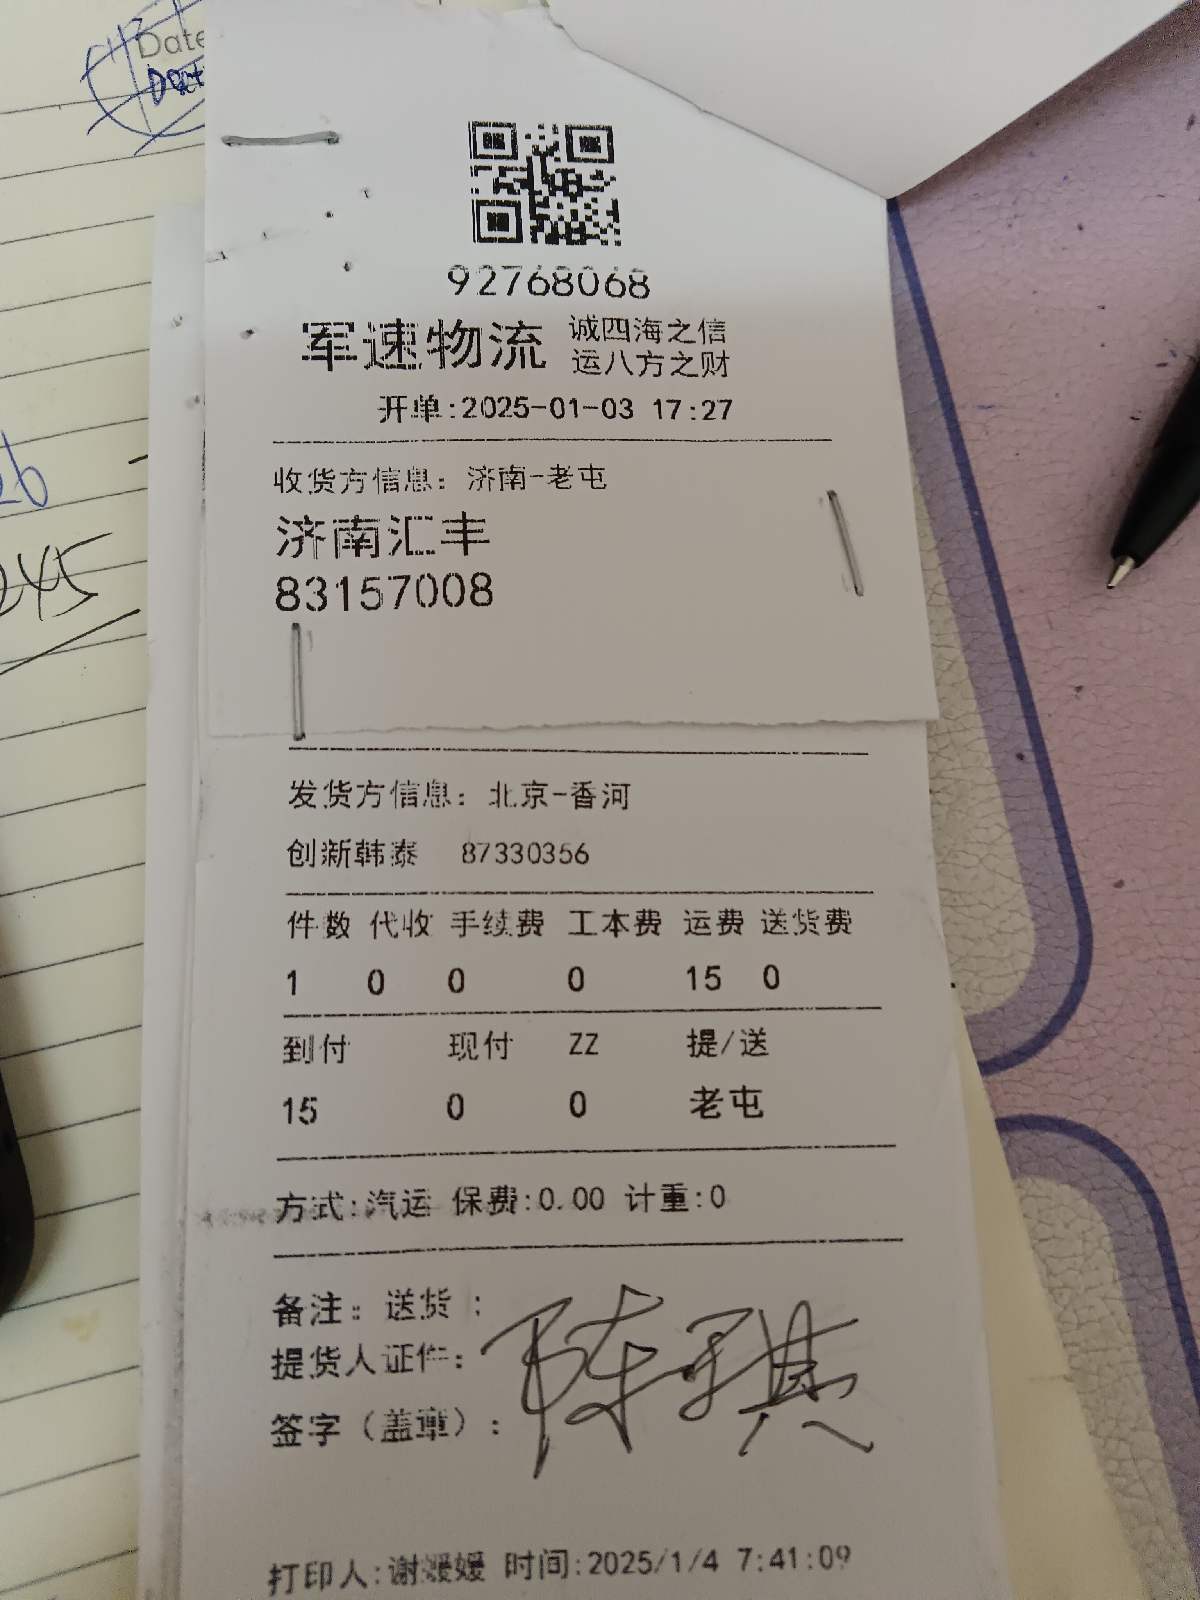 Date
92768068
军速物流 诚四海之信
运八方之财
开单:2025-01-03 17:27
收货方信息: 济南-老屯
济南汇丰
83157008
245
发货方信息: 北京-香河
创新韩泰 87330356
件数 代收 手续费 工本费 运费 送货费
1 0 0 0 15 0
到付 现付 ZZ 提/送
15 0 0 老屯
方式:汽运 保费:0.00 计重:0
备注: 送货 :
提货人证件:
签字(盖章): 陈琪
打印人:谢媛媛 时间:2025/1/4 7:41:09